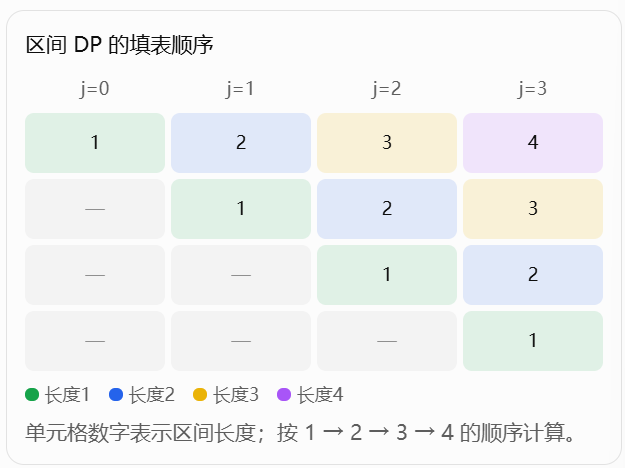 区间 DP 的填表顺序
j=0 j=1 j=2 j=3
1 2 3 4
— 1 2 3
— — 1 2
— — — 1
长度1 长度2 长度3 长度4
单元格数字表示区间长度；按 1 → 2 → 3 → 4 的顺序计算。